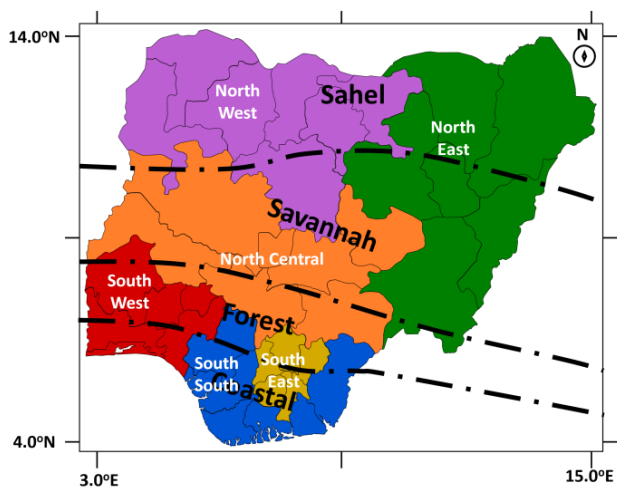 14.0ºN
N
North
West
Sahel
North
East
Savannah
North Central
South
West
Forest
South
South
South
East
Coastal
4.0ºN
3.0ºE
15.0ºE